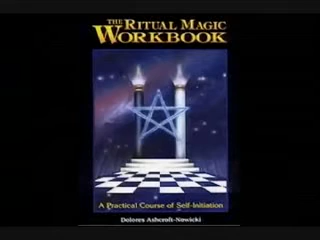 THE RITUAL MAGIC
WORKBOOK
A Practical Course of Self-Initiation
Dolores Ashcroft-Nowicki